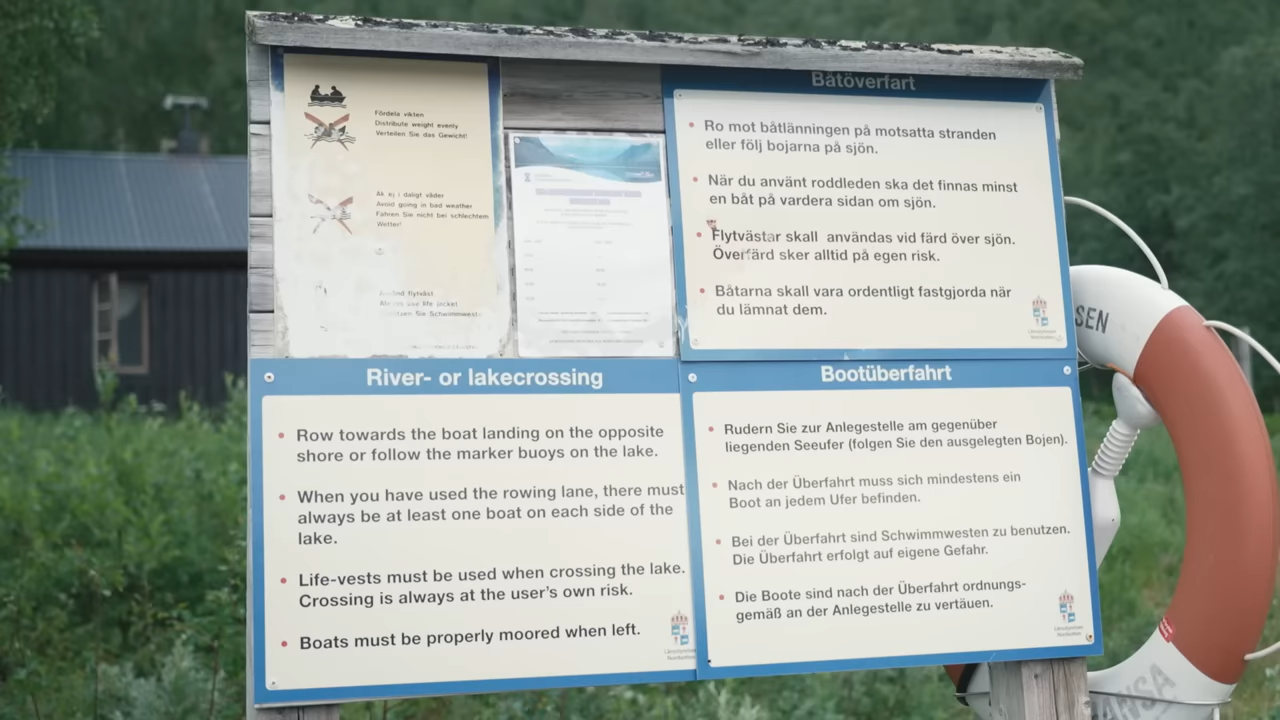 Fördela vikten
Distribute weight evenly
Verteilen Sie das Gewicht!
Åk ej i dåligt väder
Avoid going in bad weather
Fahren Sie nicht bei schlechtem
Wetter!
flytväst
life jacket
Sie
Båtöverfart
Ro mot båtlänningen på motsatta stranden
eller följ bojarna på sjön.
När du använt roddleden ska det finnas minst
en båt på vardera sidan om sjön.
Flytvästar skall användas vid färd över sjön.
Överfärd sker alltid på egen risk.
Båtarna skall vara ordentligt fastgjorda när
du lämnat dem.
Länsstyrelsen
Norrbotten
River- or lakecrossing
Row towards the boat landing on the opposite
shore or follow the marker buoys on the lake.
When you have used the rowing lane, there must
always be at least one boat on each side of the
lake.
Life-vests must be used when crossing the lake.
Crossing is always at the user's own risk.
Boats must be properly moored when left.
Länsstyrelsen
Norrbotten
Bootüberfahrt
Rudern Sie zur Anlegestelle am gegenüber
liegenden Seeufer (folgen Sie den ausgelegten Bojen).
Nach der Überfahrt muss sich mindestens ein
Boot an jedem Ufer befinden.
Bei der Überfahrt sind Schwimmwesten zu benutzen.
Die Überfahrt erfolgt auf eigene Gefahr.
Die Boote sind nach der Überfahrt ordnungs-
gemäß an der Anlegestelle zu vertäuen.
Länsstyrelsen
Norrbotten
SEN